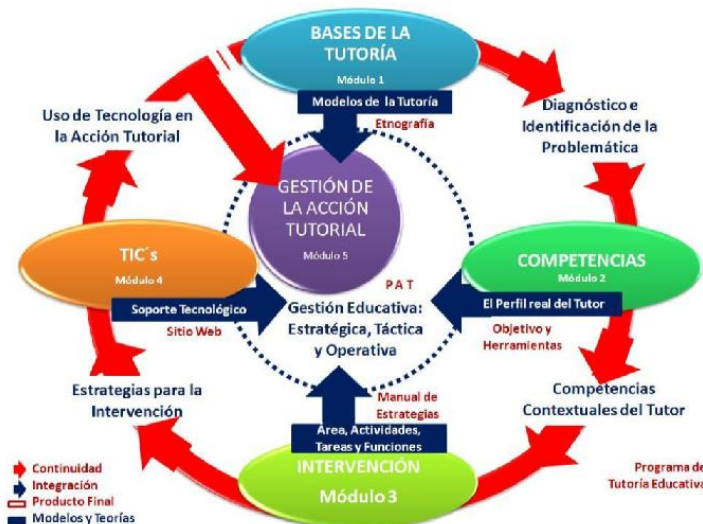 BASES DE LA
TUTORÍA
Módulo 1
Modelos de la Tutoría
Etnografía
Uso de Tecnología en
la Acción Tutorial
Diagnóstico e
Identificación de la
Problemática
GESTIÓN DE
LA ACCIÓN
TUTORIAL
Módulo 5
TIC´s
Módulo 4
COMPETENCIAS
Módulo 2
P A T
Soporte Tecnológico
Sitio Web
Gestión Educativa:
Estratégica, Táctica
y Operativa
El Perfil real del Tutor
Objetivo y
Herramientas
Estrategias para la
Intervención
Manual de
Estrategias
Competencias
Contextuales del Tutor
Área, Actividades,
Tareas y Funciones
INTERVENCIÓN
Módulo 3
Continuidad
Integración
Producto Final
Modelos y Teorías
Programa de
Tutoría Educativa